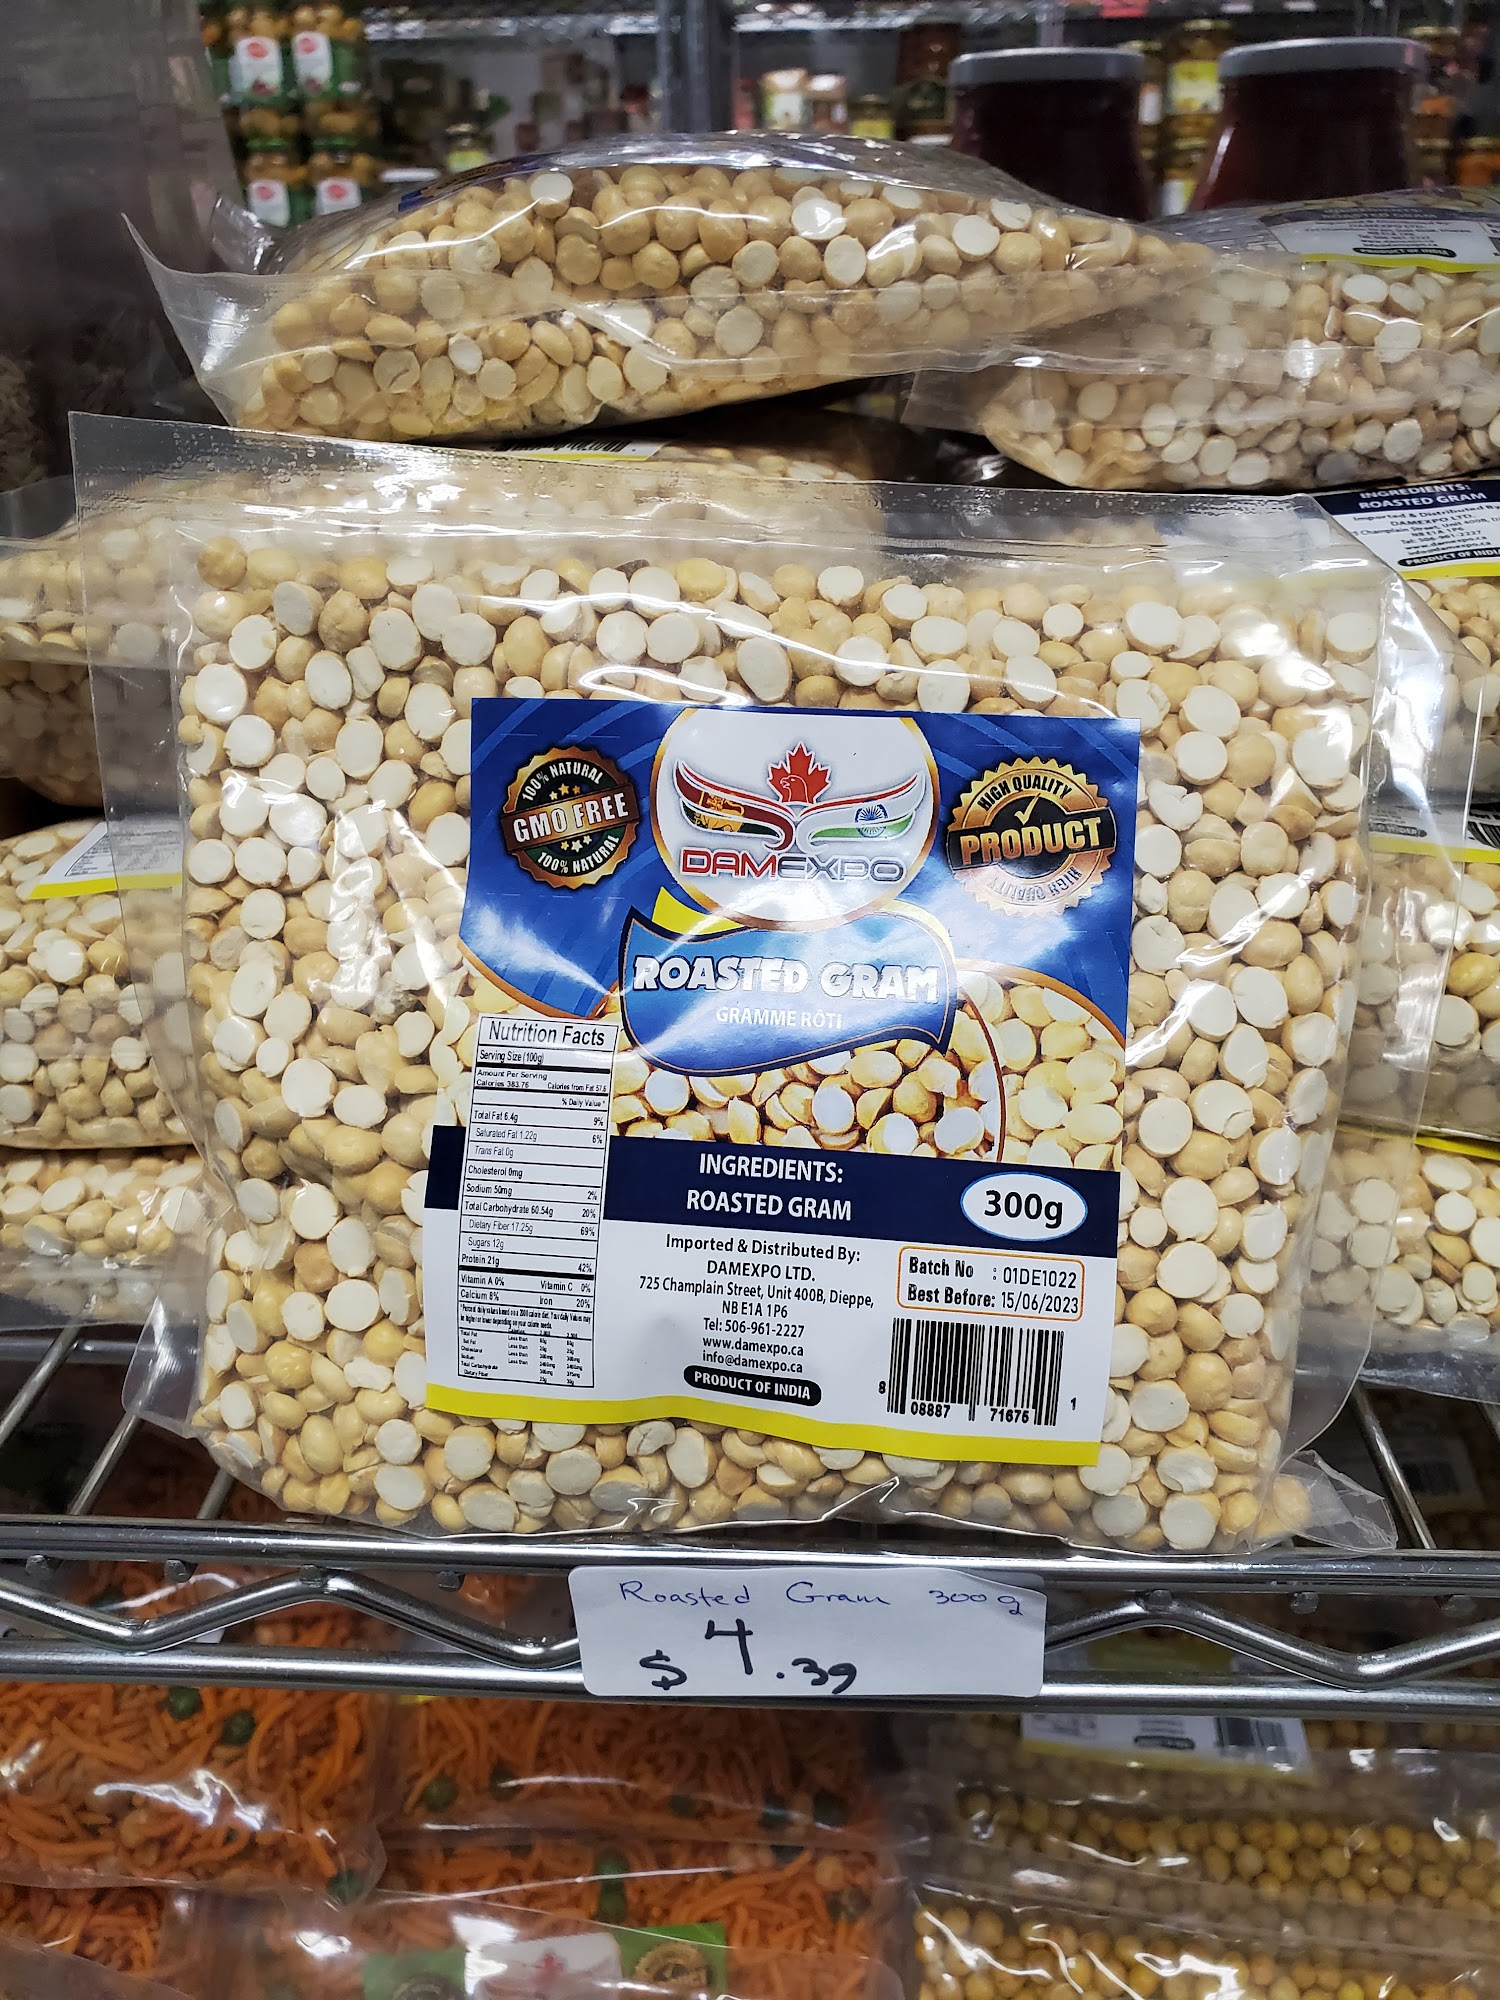 100% NATURAL
GMO FREE
100% NATURAL
DAMEXPO
HIGH QUALITY
PRODUCT
HIGH QUALITY
ROASTED GRAM
GRAMME RÔTI
Nutrition Facts
Serving Size (100g)
Amount Per Serving
Calories 383.76 Calories from Fat 57.6
% Daily Value*
Total Fat 6.4g 9%
Saturated Fat 1.22g 6%
Trans Fat 0g
Cholesterol 0mg
Sodium 50mg 2%
Total Carbohydrate 60.54g 20%
Dietary Fiber 17.25g 69%
Sugars 12g
Protein 21g 42%
Vitamin A 0% Vitamin C 0%
Calcium 8% Iron 20%
INGREDIENTS:
ROASTED GRAM
300g
Imported & Distributed By:
DAMEXPO LTD.
725 Champlain Street, Unit 400B, Dieppe,
NB E1A 1P6
Tel: 506-961-2227
www.damexpo.ca
info@damexpo.ca
PRODUCT OF INDIA
Batch No : 01DE1022
Best Before: 15/06/2023
8 08887 71675 1
INGREDIENTS:
ROASTED GRAM
DAMEXPO LTD.
PRODUCT OF INDIA
Roasted Gram 300g
$4.39